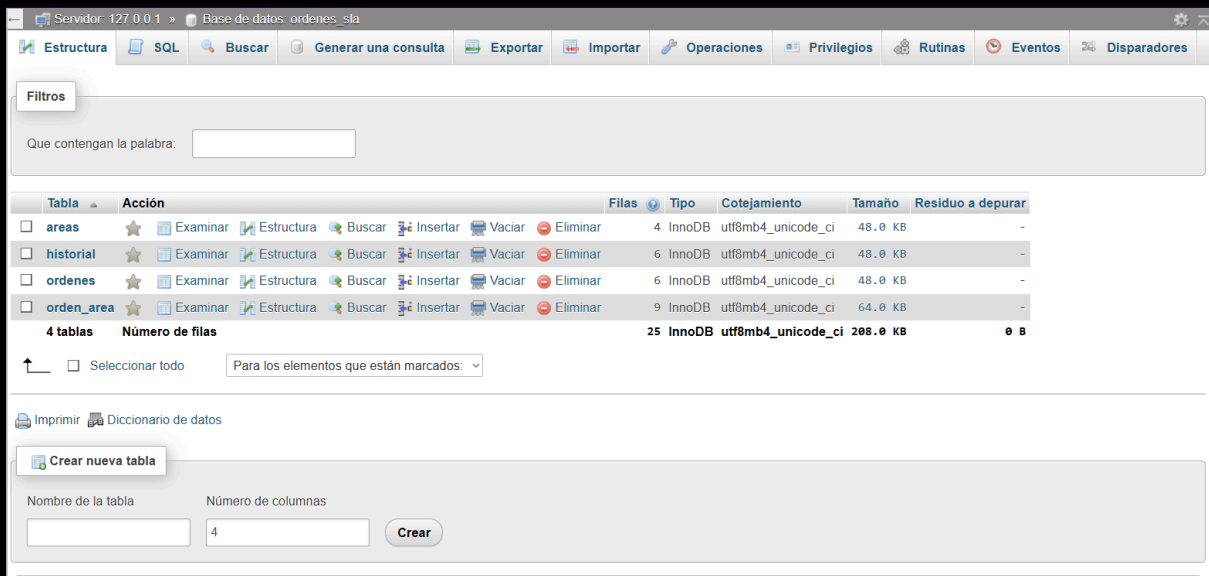 Servidor: 127.0.0.1 » Base de datos: ordenes_sla
Estructura SQL Buscar Generar una consulta Exportar Importar Operaciones Privilegios Rutinas Eventos Disparadores
Filtros
Que contengan la palabra:
Tabla Acción Filas Tipo Cotejamiento Tamaño Residuo a depurar
areas Examinar Estructura Buscar Insertar Vaciar Eliminar 4 InnoDB utf8mb4_unicode_ci 48.0 KB -
historial Examinar Estructura Buscar Insertar Vaciar Eliminar 6 InnoDB utf8mb4_unicode_ci 48.0 KB -
ordenes Examinar Estructura Buscar Insertar Vaciar Eliminar 6 InnoDB utf8mb4_unicode_ci 48.0 KB -
orden_area Examinar Estructura Buscar Insertar Vaciar Eliminar 9 InnoDB utf8mb4_unicode_ci 64.0 KB -
4 tablas Número de filas 25 InnoDB utf8mb4_unicode_ci 208.0 KB 0 B
Seleccionar todo Para los elementos que están marcados:
Imprimir Diccionario de datos
Crear nueva tabla
Nombre de la tabla Número de columnas
4 Crear